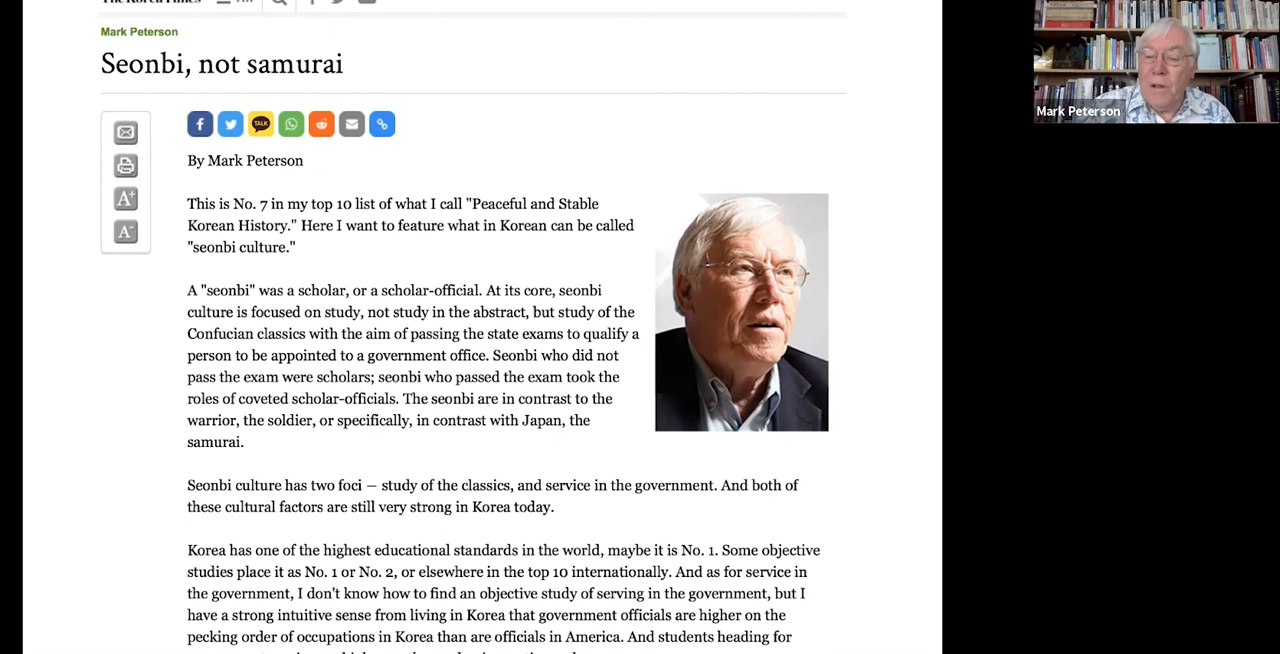 Mark Peterson
Seonbi, not samurai
TALK
A+
A-
By Mark Peterson
This is No. 7 in my top 10 list of what I call "Peaceful and Stable
Korean History." Here I want to feature what in Korean can be called
"seonbi culture."
A "seonbi" was a scholar, or a scholar-official. At its core, seonbi
culture is focused on study, not study in the abstract, but study of the
Confucian classics with the aim of passing the state exams to qualify a
person to be appointed to a government office. Seonbi who did not
pass the exam were scholars; seonbi who passed the exam took the
roles of coveted scholar-officials. The seonbi are in contrast to the
warrior, the soldier, or specifically, in contrast with Japan, the
samurai.
Seonbi culture has two foci — study of the classics, and service in the government. And both of
these cultural factors are still very strong in Korea today.
Korea has one of the highest educational standards in the world, maybe it is No. 1. Some objective
studies place it as No. 1 or No. 2, or elsewhere in the top 10 internationally. And as for service in
the government, I don't know how to find an objective study of serving in the government, but I
have a strong intuitive sense from living in Korea that government officials are higher on the
pecking order of occupations in Korea than are officials in America. And students heading for
Mark Peterson